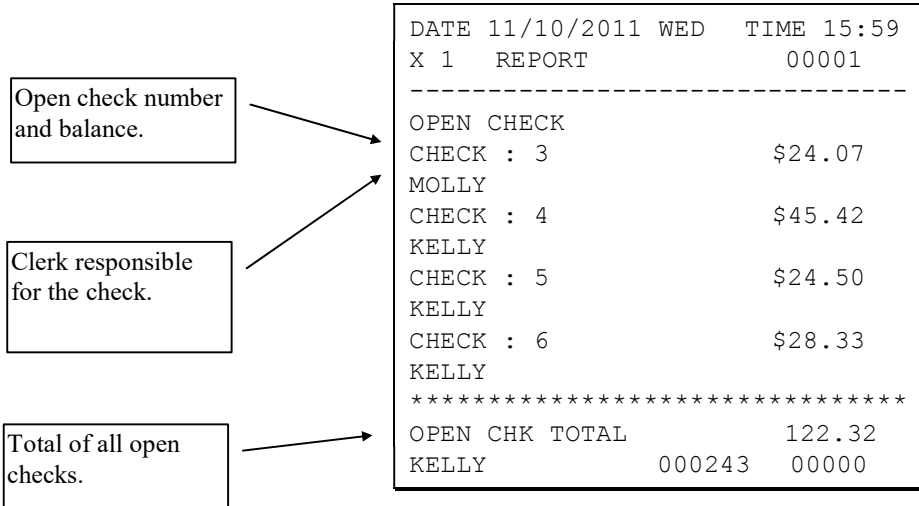 Open check number
and balance.
Clerk responsible
for the check.
Total of all open
checks.
DATE 11/10/2011 WED TIME 15:59
X 1 REPORT 00001
--------------------------------
OPEN CHECK
CHECK : 3 $24.07
MOLLY
CHECK : 4 $45.42
KELLY
CHECK : 5 $24.50
KELLY
CHECK : 6 $28.33
KELLY
********************************
OPEN CHK TOTAL 122.32
KELLY 000243 00000